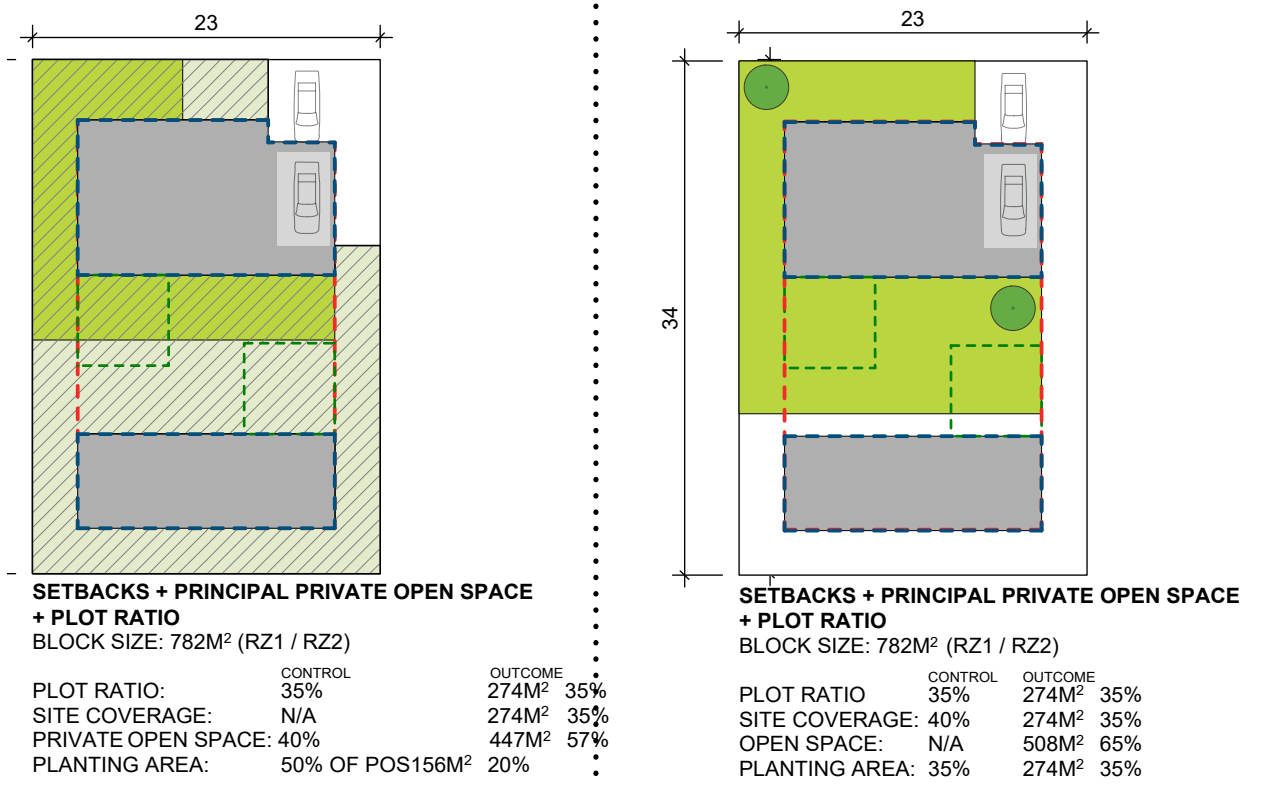 23
SETBACKS + PRINCIPAL PRIVATE OPEN SPACE
+ PLOT RATIO
BLOCK SIZE: 782M² (RZ1 / RZ2)
CONTROL OUTCOME
PLOT RATIO: 35% 274M² 35%
SITE COVERAGE: N/A 274M² 35%
PRIVATE OPEN SPACE: 40% 447M² 57%
PLANTING AREA: 50% OF POS156M² 20%
23
34
SETBACKS + PRINCIPAL PRIVATE OPEN SPACE
+ PLOT RATIO
BLOCK SIZE: 782M² (RZ1 / RZ2)
CONTROL OUTCOME
PLOT RATIO 35% 274M² 35%
SITE COVERAGE: 40% 274M² 35%
OPEN SPACE: N/A 508M² 65%
PLANTING AREA: 35% 274M² 35%